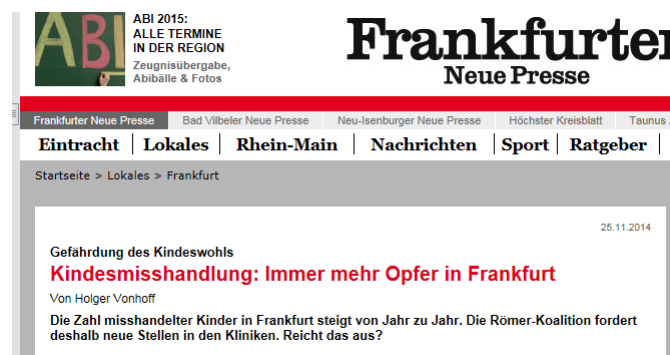 ABI
ABI 2015:
ALLE TERMINE
IN DER REGION
Zeugnisübergabe,
Abibälle & Fotos
Frankfurter
Neue Presse
Frankfurter Neue Presse Bad Vilbeler Neue Presse Neu-Isenburger Neue Presse Höchster Kreisblatt Taunus
Eintracht | Lokales | Rhein-Main | Nachrichten | Sport | Ratgeber |
Startseite > Lokales > Frankfurt
25.11.2014
Gefährdung des Kindeswohls
Kindesmisshandlung: Immer mehr Opfer in Frankfurt
Von Holger Vonhoff
Die Zahl misshandelter Kinder in Frankfurt steigt von Jahr zu Jahr. Die Römer-Koalition fordert
deshalb neue Stellen in den Kliniken. Reicht das aus?